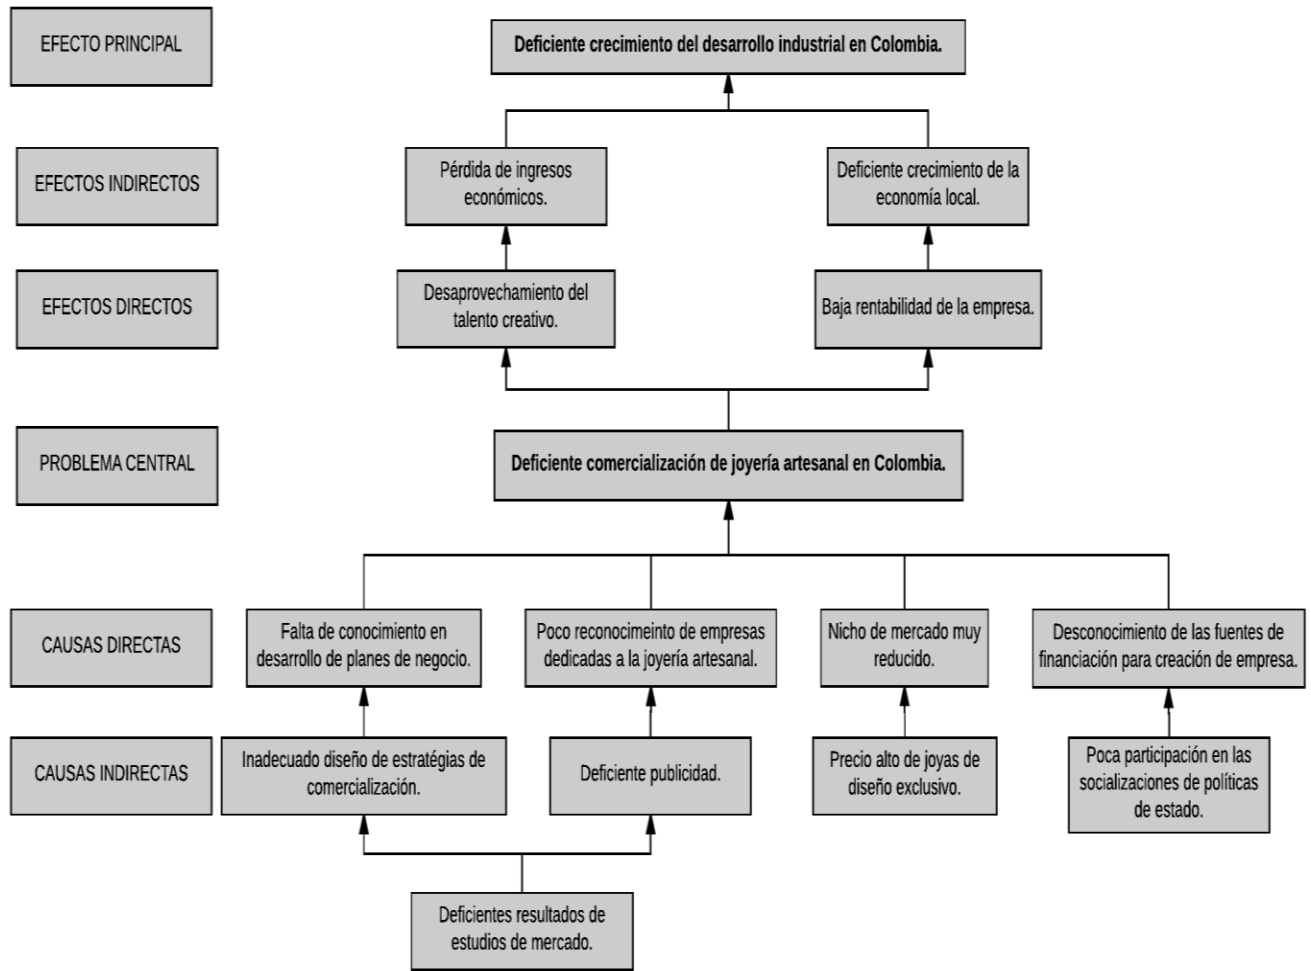 EFECTO PRINCIPAL
Deficiente crecimiento del desarrollo industrial en Colombia.
EFECTOS INDIRECTOS
Pérdida de ingresos
económicos.
Deficiente crecimiento de la
economía local.
EFECTOS DIRECTOS
Desaprovechamiento del
talento creativo.
Baja rentabilidad de la empresa.
PROBLEMA CENTRAL
Deficiente comercialización de joyería artesanal en Colombia.
CAUSAS DIRECTAS
Falta de conocimiento en
desarrollo de planes de negocio.
Poco reconocimeinto de empresas
dedicadas a la joyería artesanal.
Nicho de mercado muy
reducido.
Desconocimiento de las fuentes de
financiación para creación de empresa.
CAUSAS INDIRECTAS
Inadecuado diseño de estratégias de
comercialización.
Deficiente publicidad.
Precio alto de joyas de
diseño exclusivo.
Poca participación en las
socializaciones de políticas
de estado.
Deficientes resultados de
estudios de mercado.